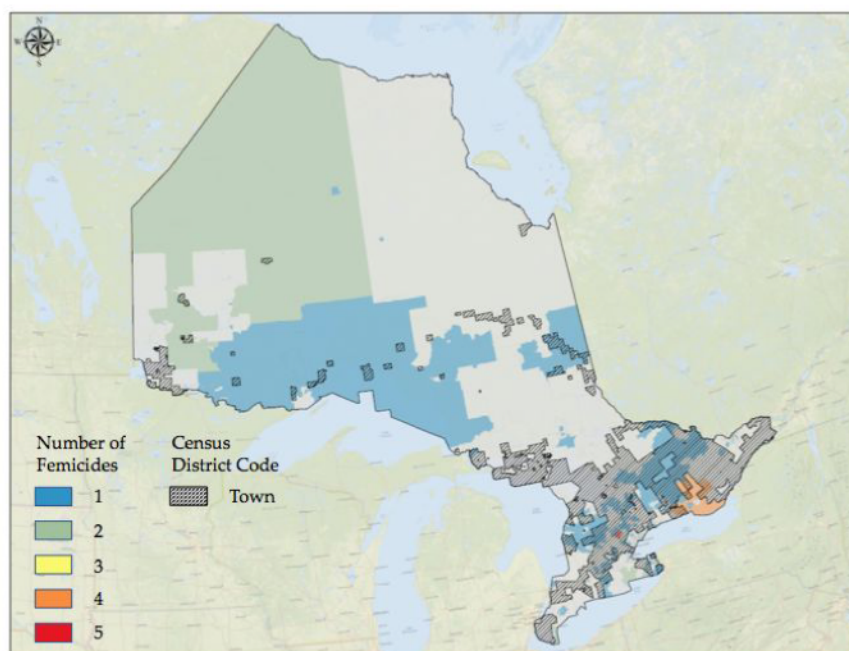 N
W E
S
Number of
Femicides
1
2
3
4
5
Census
District Code
Town